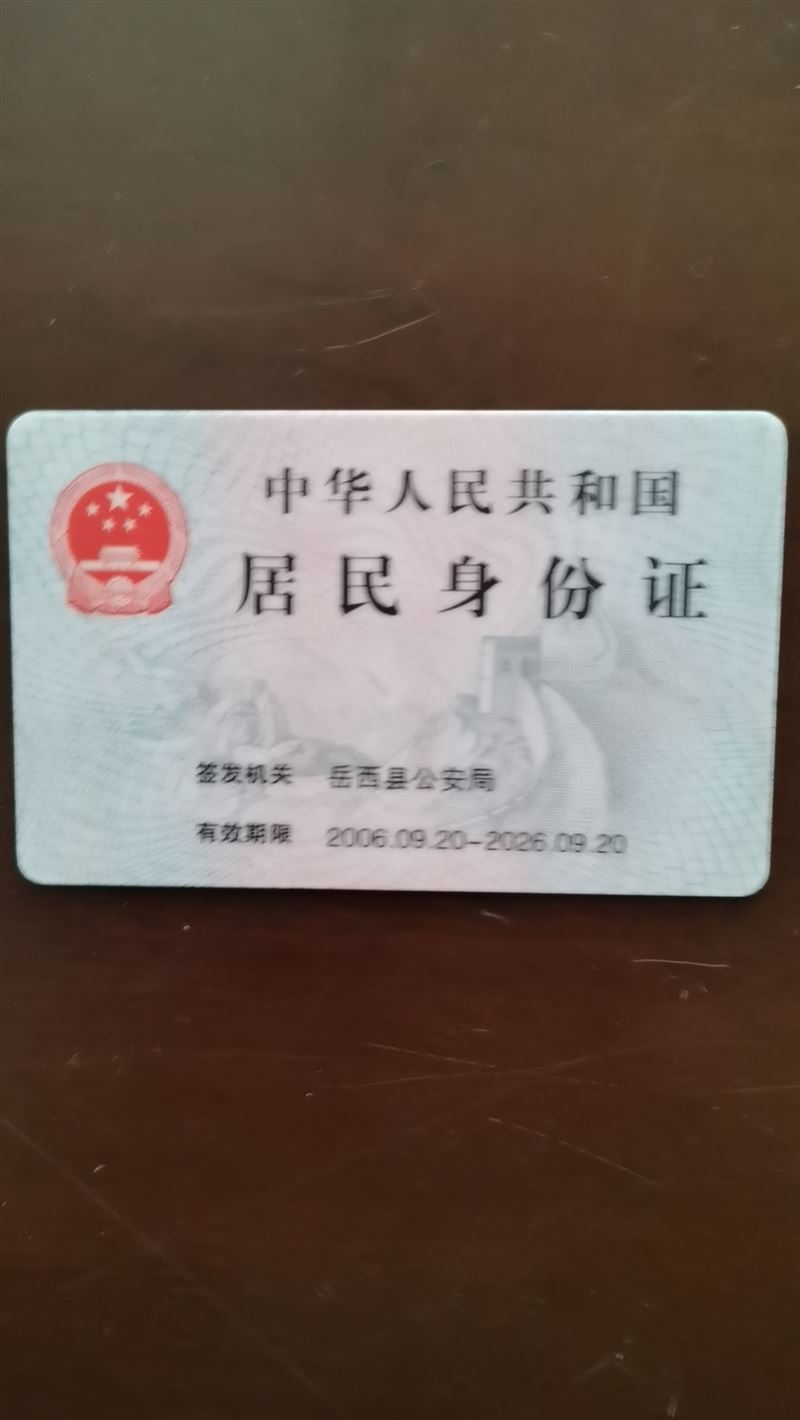 中华人民共和国
居民身份证
签发机关 岳西县公安局
有效期限 2006.09.20-2026.09.20